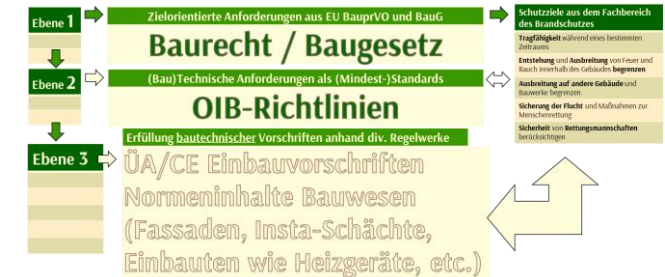 Ebene 1
Zielorientierte Anforderungen aus EU BauprVO und BauG
Baurecht / Baugesetz
Ebene 2
(Bau)Technische Anforderungen als (Mindest-)Standards
OIB-Richtlinien
Ebene 3
Erfüllung bautechnischer Vorschriften anhand div. Regelwerke
ÜA/CE Einbauvorschriften
Normeninhalte Bauwesen
(Fassaden, Insta-Schächte,
Einbauten wie Heizgeräte, etc.)
Schutzziele aus dem Fachbereich
des Brandschutzes
Tragfähigkeit während eines bestimmten
Zeitraums
Entstehung und Ausbreitung von Feuer und
Rauch innerhalb des Gebäudes begrenzen
Ausbreitung auf andere Gebäude und
Bauwerke begrenzen
Sicherung der Flucht und Maßnahmen zur
Menschenrettung
Sicherheit von Rettungsmannschaften
berücksichtigen